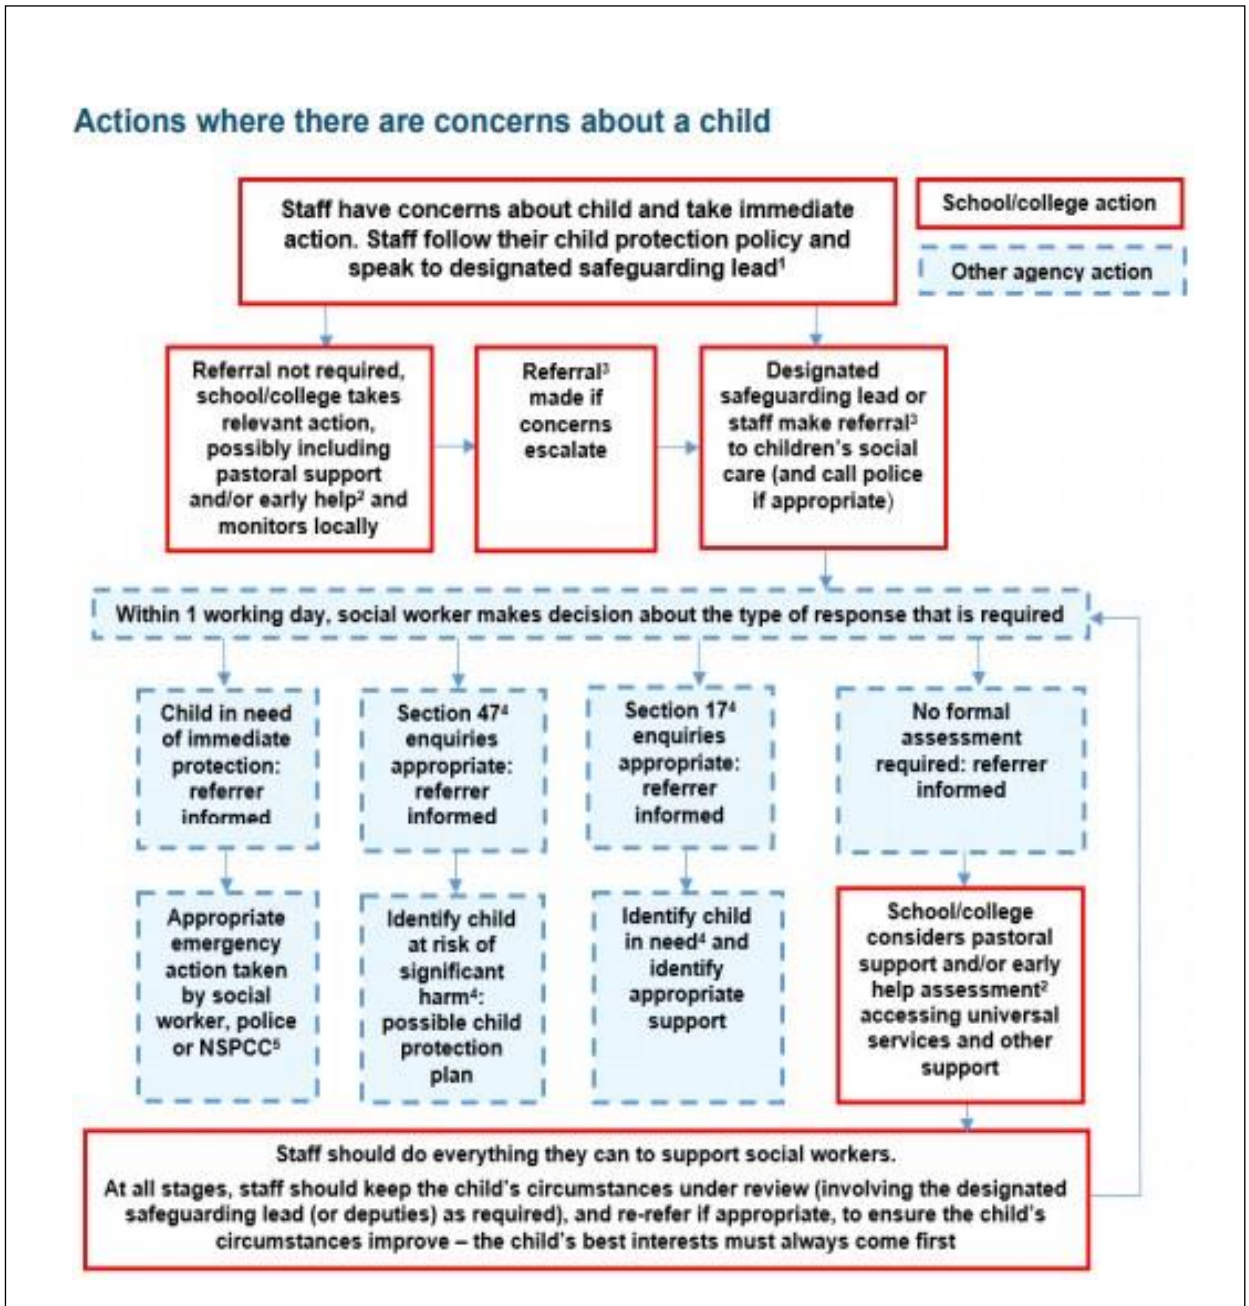 Actions where there are concerns about a child
Staff have concerns about child and take immediate
action. Staff follow their child protection policy and
speak to designated safeguarding lead¹
School/college action
Other agency action
Referral not required,
school/college takes
relevant action,
possibly including
pastoral support
and/or early help² and
monitors locally
Referral³
made if
concerns
escalate
Designated
safeguarding lead or
staff make referral³
to children's social
care (and call police
if appropriate)
Within 1 working day, social worker makes decision about the type of response that is required
Child in need
of immediate
protection:
referrer
informed
Section 47⁴
enquiries
appropriate:
referrer
informed
Section 17⁴
enquiries
appropriate:
referrer
informed
No formal
assessment
required: referrer
informed
Appropriate
emergency
action taken
by social
worker, police
or NSPCC⁵
Identify child
at risk of
significant
harm⁴:
possible child
protection
plan
Identify child
in need⁴ and
identify
appropriate
support
School/college
considers pastoral
support and/or early
help assessment²
accessing universal
services and other
support
Staff should do everything they can to support social workers.
At all stages, staff should keep the child's circumstances under review (involving the designated
safeguarding lead (or deputies) as required), and re-refer if appropriate, to ensure the child's
circumstances improve – the child's best interests must always come first